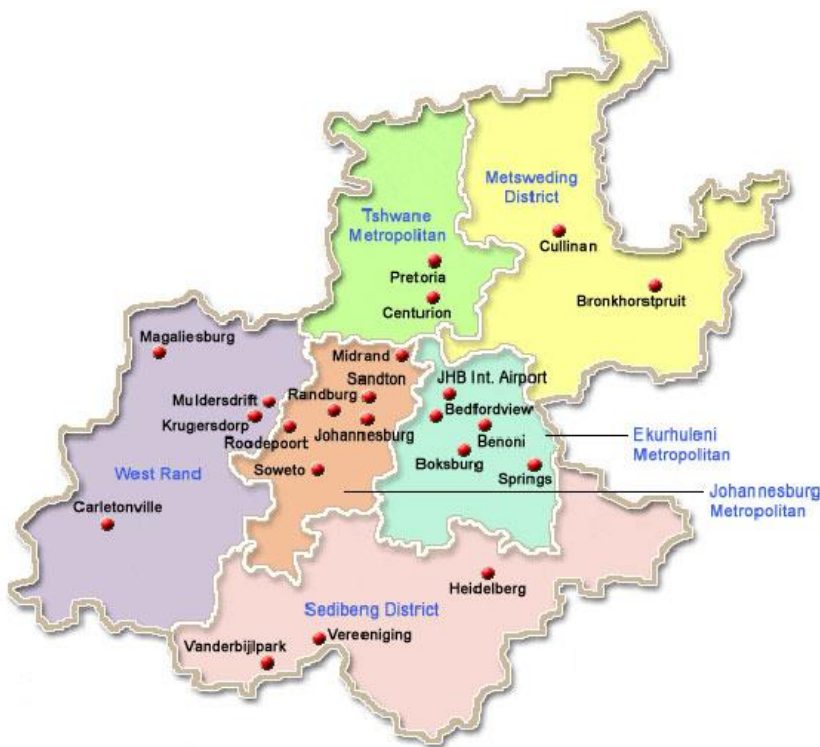 Metsweding
District
Tshwane
Metropolitan
Cullinan
Pretoria
Bronkhorstpruit
Centurion
Magaliesburg
Midrand
Sandton
JHB Int. Airport
Muldersdrift
Randburg
Bedfordview
Krugersdorp
Roodepoort
Johannesburg
Benoni
Ekurhuleni
Metropolitan
Boksburg
West Rand
Soweto
Springs
Johannesburg
Metropolitan
Carletonville
Heidelberg
Sedibeng District
Vereeniging
Vanderbijlpark